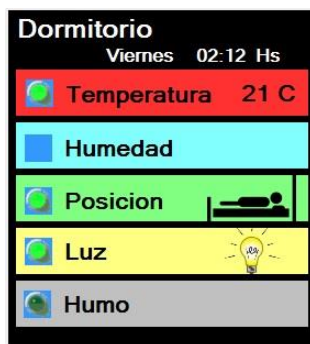 Dormitorio
Viernes 02:12 Hs
Temperatura 21 C
Humedad
Posicion
Luz
Humo